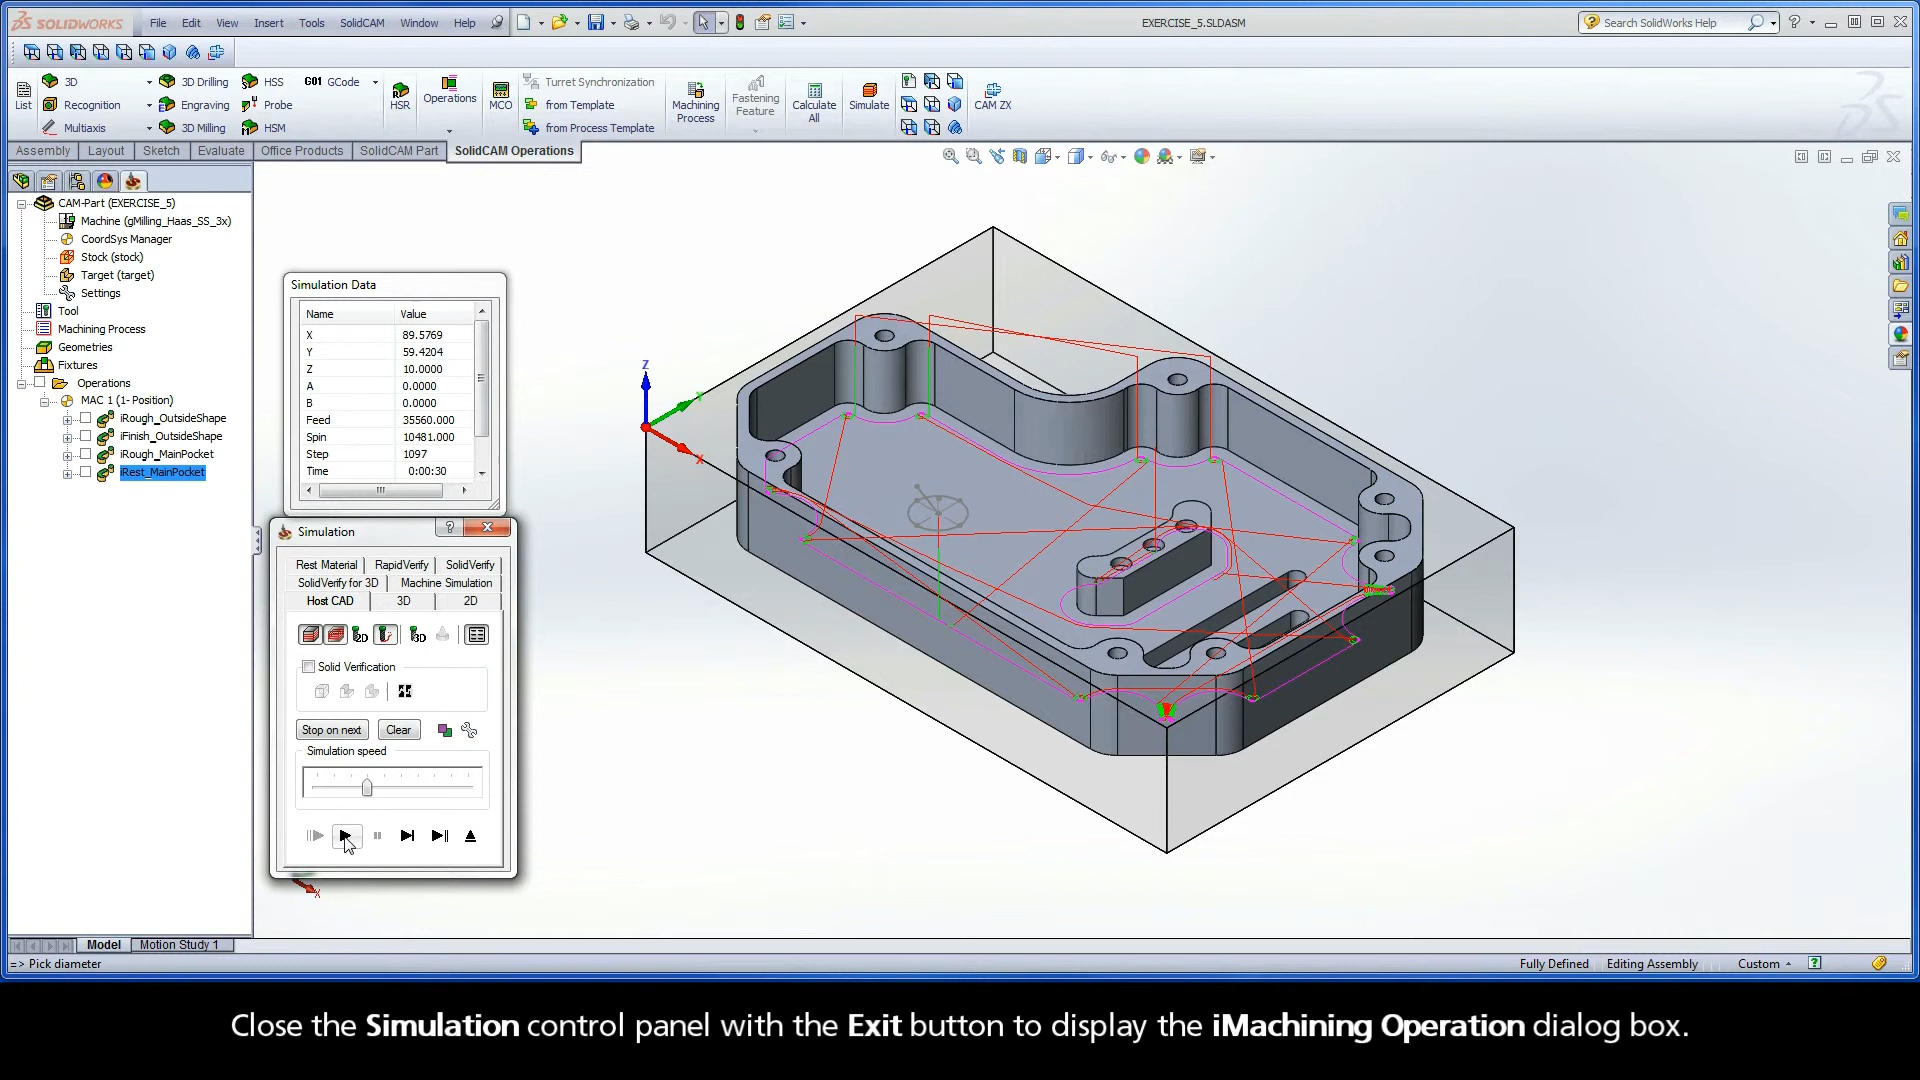 SOLIDWORKS File Edit View Insert Tools SolidCAM Window Help EXERCISE_5.SLDASM Search SolidWorks Help
3D 3D Drilling HSS G01 GCode Turret Synchronization
List Recognition Engraving Probe HSR Operations MCO from Template Machining Process Fastening Feature Calculate All Simulate CAM ZX
Multiaxis 3D Milling HSM from Process Template
Assembly Layout Sketch Evaluate Office Products SolidCAM Part SolidCAM Operations
CAM-Part (EXERCISE_5)
Machine (gMilling_Haas_SS_3x)
CoordSys Manager
Stock (stock)
Target (target)
Settings
Tool
Machining Process
Geometries
Fixtures
Operations
MAC 1 (1- Position)
iRough_OutsideShape
iFinish_OutsideShape
iRough_MainPocket
iRest_MainPocket
Simulation Data
Name Value
X 89.5769
Y 59.4204
Z 10.0000
A 0.0000
B 0.0000
Feed 35560.000
Spin 10481.000
Step 1097
Time 0:00:30
Simulation
Rest Material RapidVerify SolidVerify
SolidVerify for 3D Machine Simulation
Host CAD 3D 2D
2D 3D
Solid Verification
Stop on next Clear
Simulation speed
Z
Y
X
X
Model Motion Study 1
=> Pick diameter Fully Defined Editing Assembly Custom
Close the Simulation control panel with the Exit button to display the iMachining Operation dialog box.